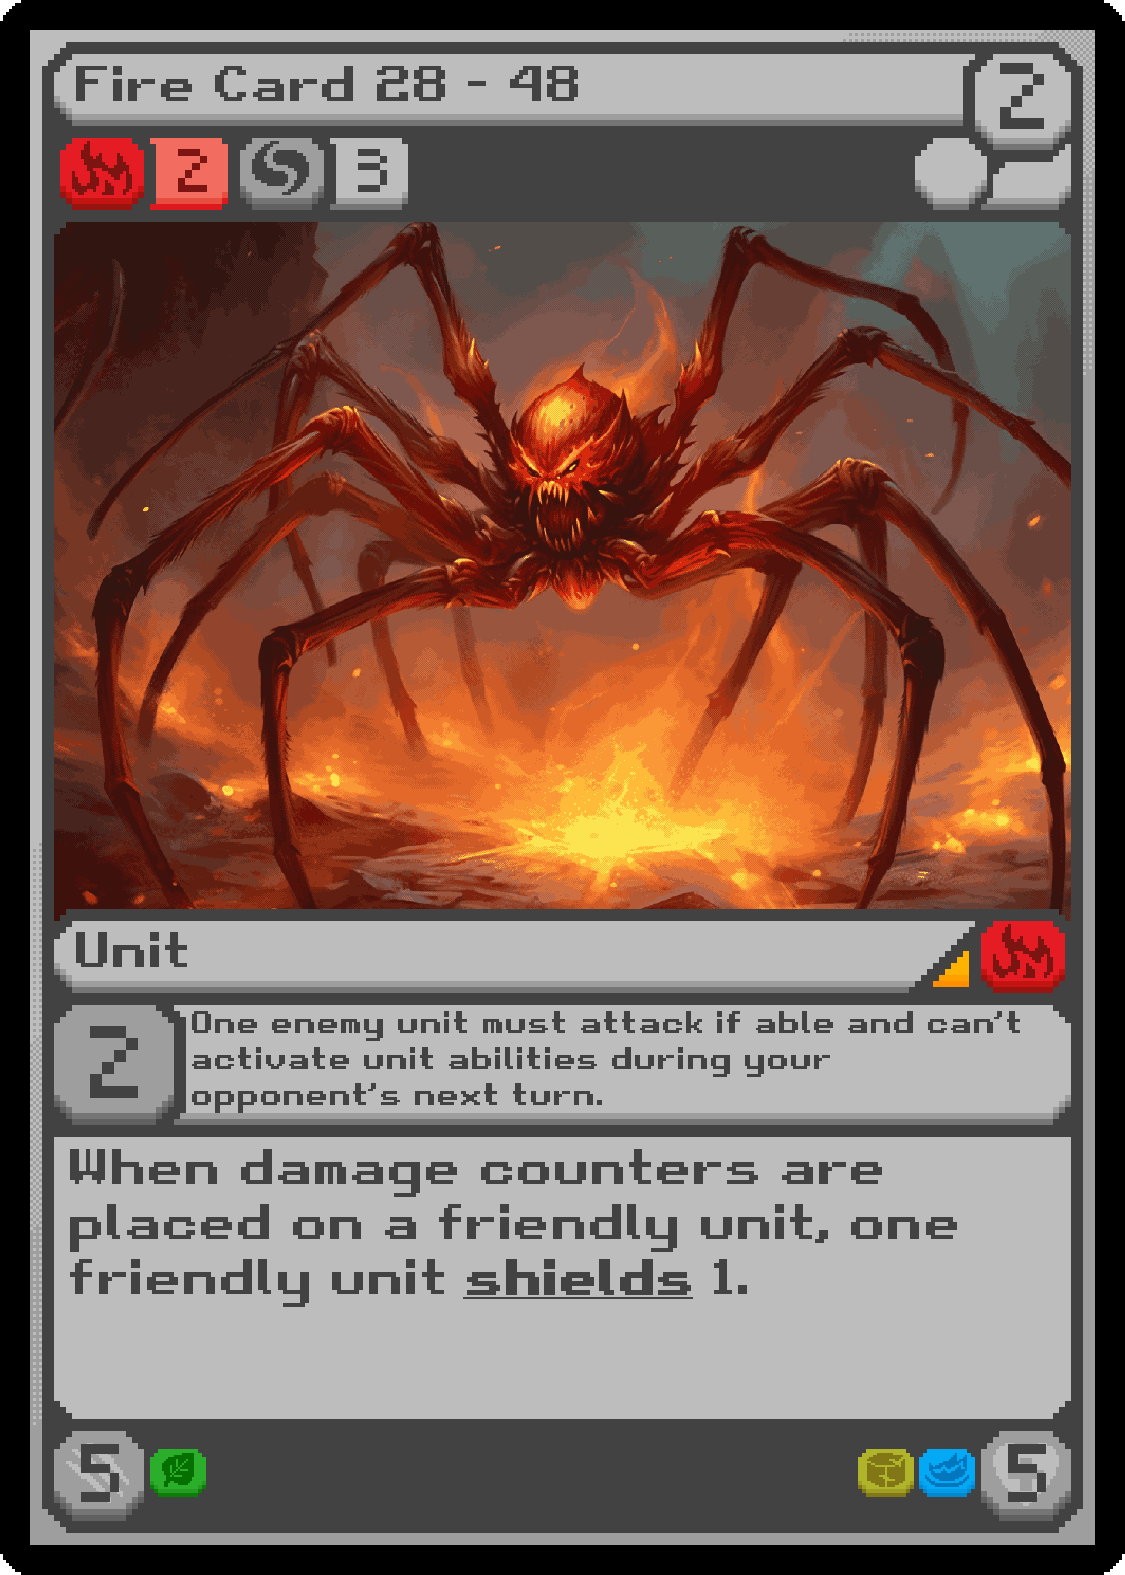 Fire Card 28 - 48
2
2
3
Unit
2
One enemy unit must attack if able and can't
activate unit abilities during your
opponent's next turn.
When damage counters are
placed on a friendly unit, one
friendly unit shields 1.
5
5